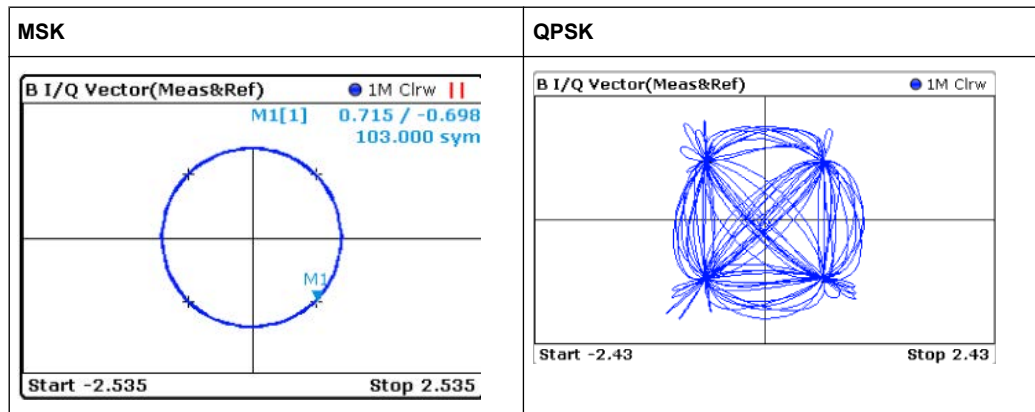 MSK
QPSK
B I/Q Vector(Meas&Ref) 1M Clrw
M1[1] 0.715 / -0.698
103.000 sym
M1
Start -2.535 Stop 2.535
B I/Q Vector(Meas&Ref) 1M Clrw
Start -2.43 Stop 2.43